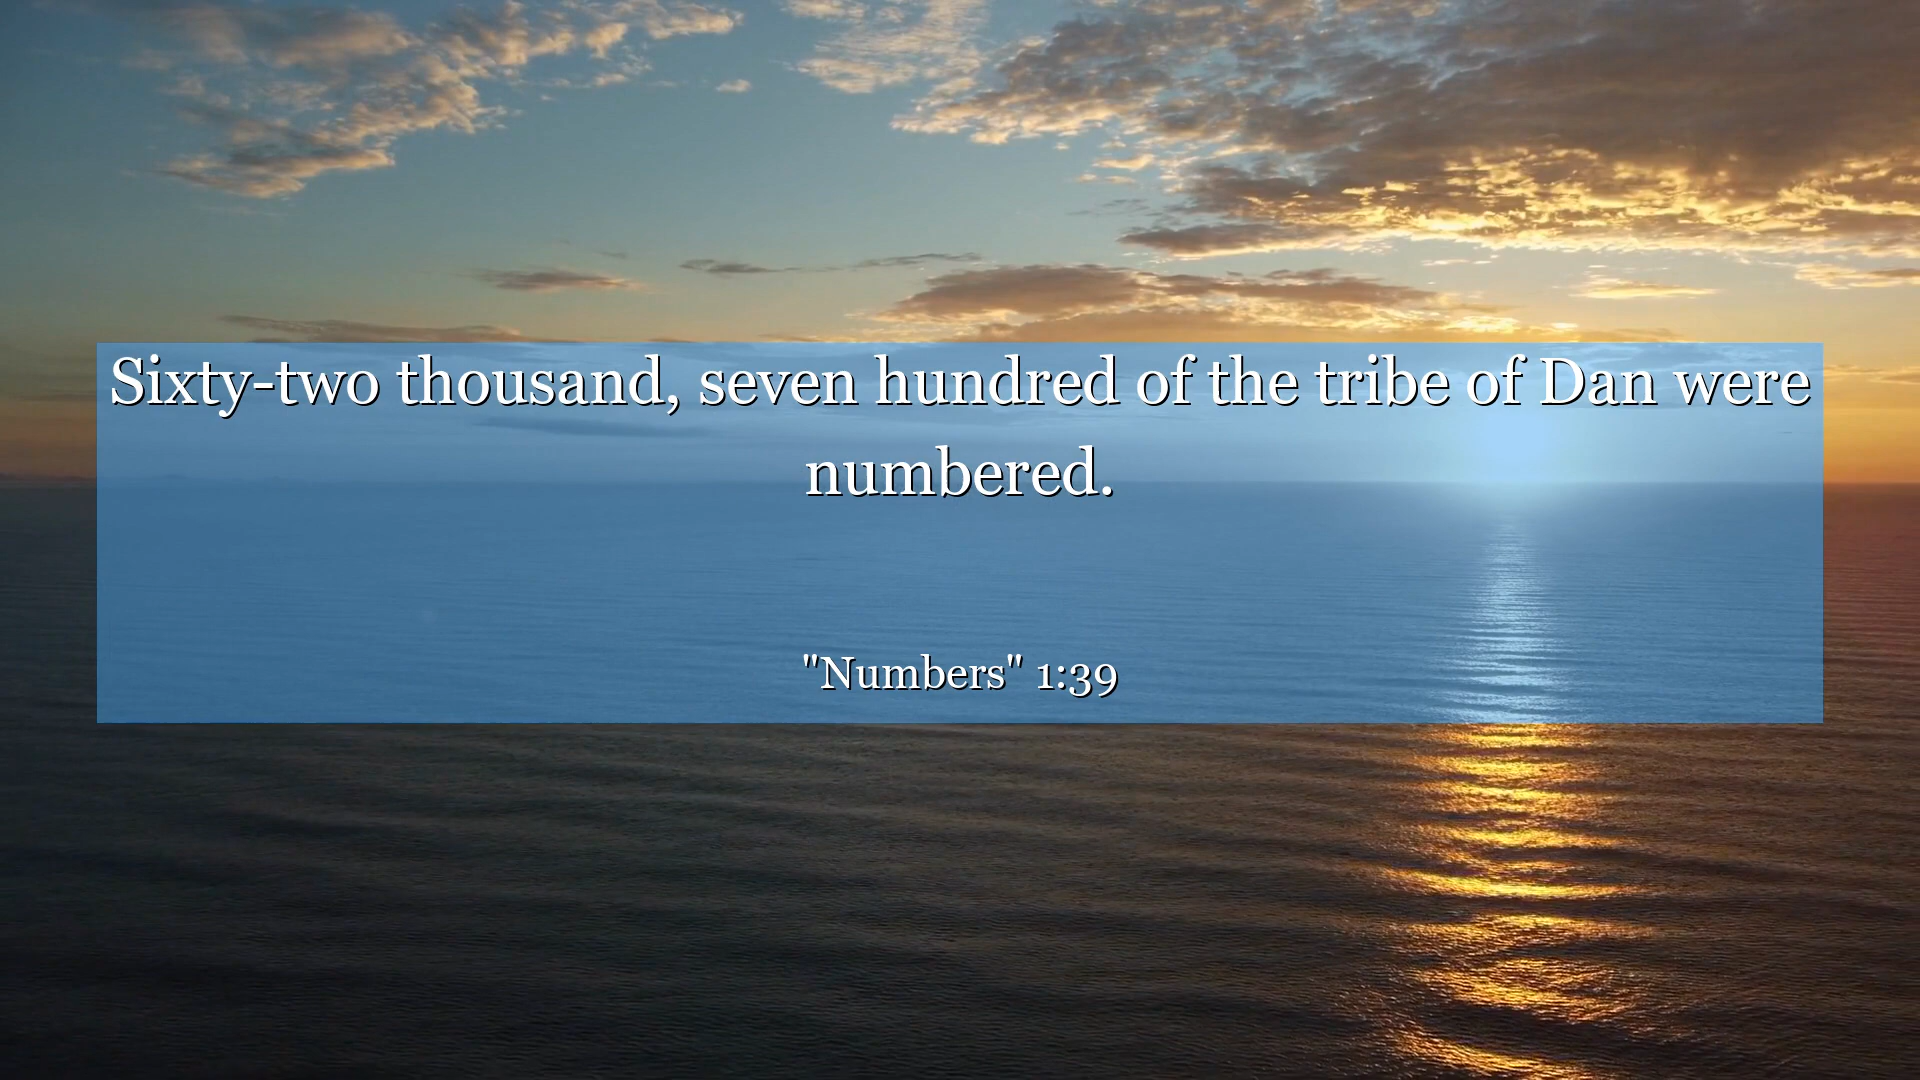 Sixty-two thousand, seven hundred of the tribe of Dan were
numbered.
"Numbers" 1:39